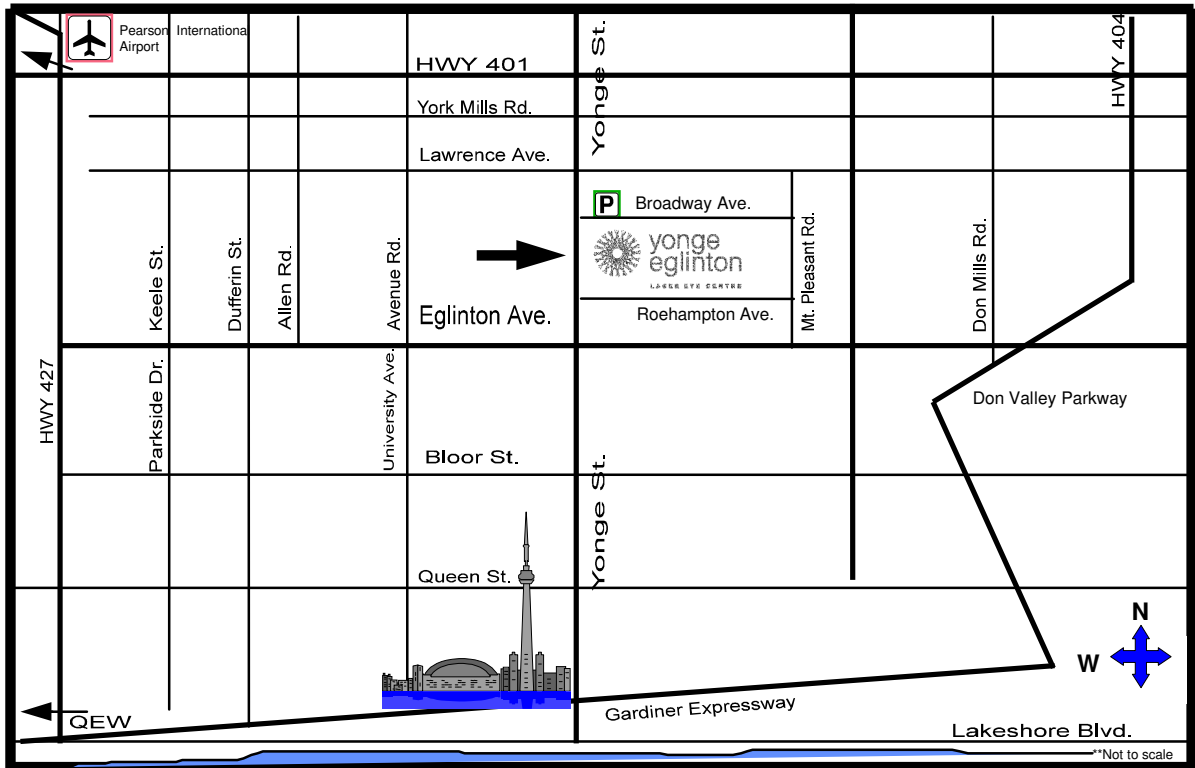 Pearson International
Airport
HWY 401
Yonge St.
HWY 404
York Mills Rd.
Lawrence Ave.
P
Broadway Ave.
yonge
eglinton
LASER EYE CENTRE
Keele St.
Dufferin St.
Allen Rd.
Avenue Rd.
Eglinton Ave.
Roehampton Ave.
Mt. Pleasant Rd.
Don Mills Rd.
HWY 427
Parkside Dr.
University Ave.
Don Valley Parkway
Bloor St.
Yonge St.
Queen St.
N
W
Gardiner Expressway
QEW
Lakeshore Blvd.
**Not to scale